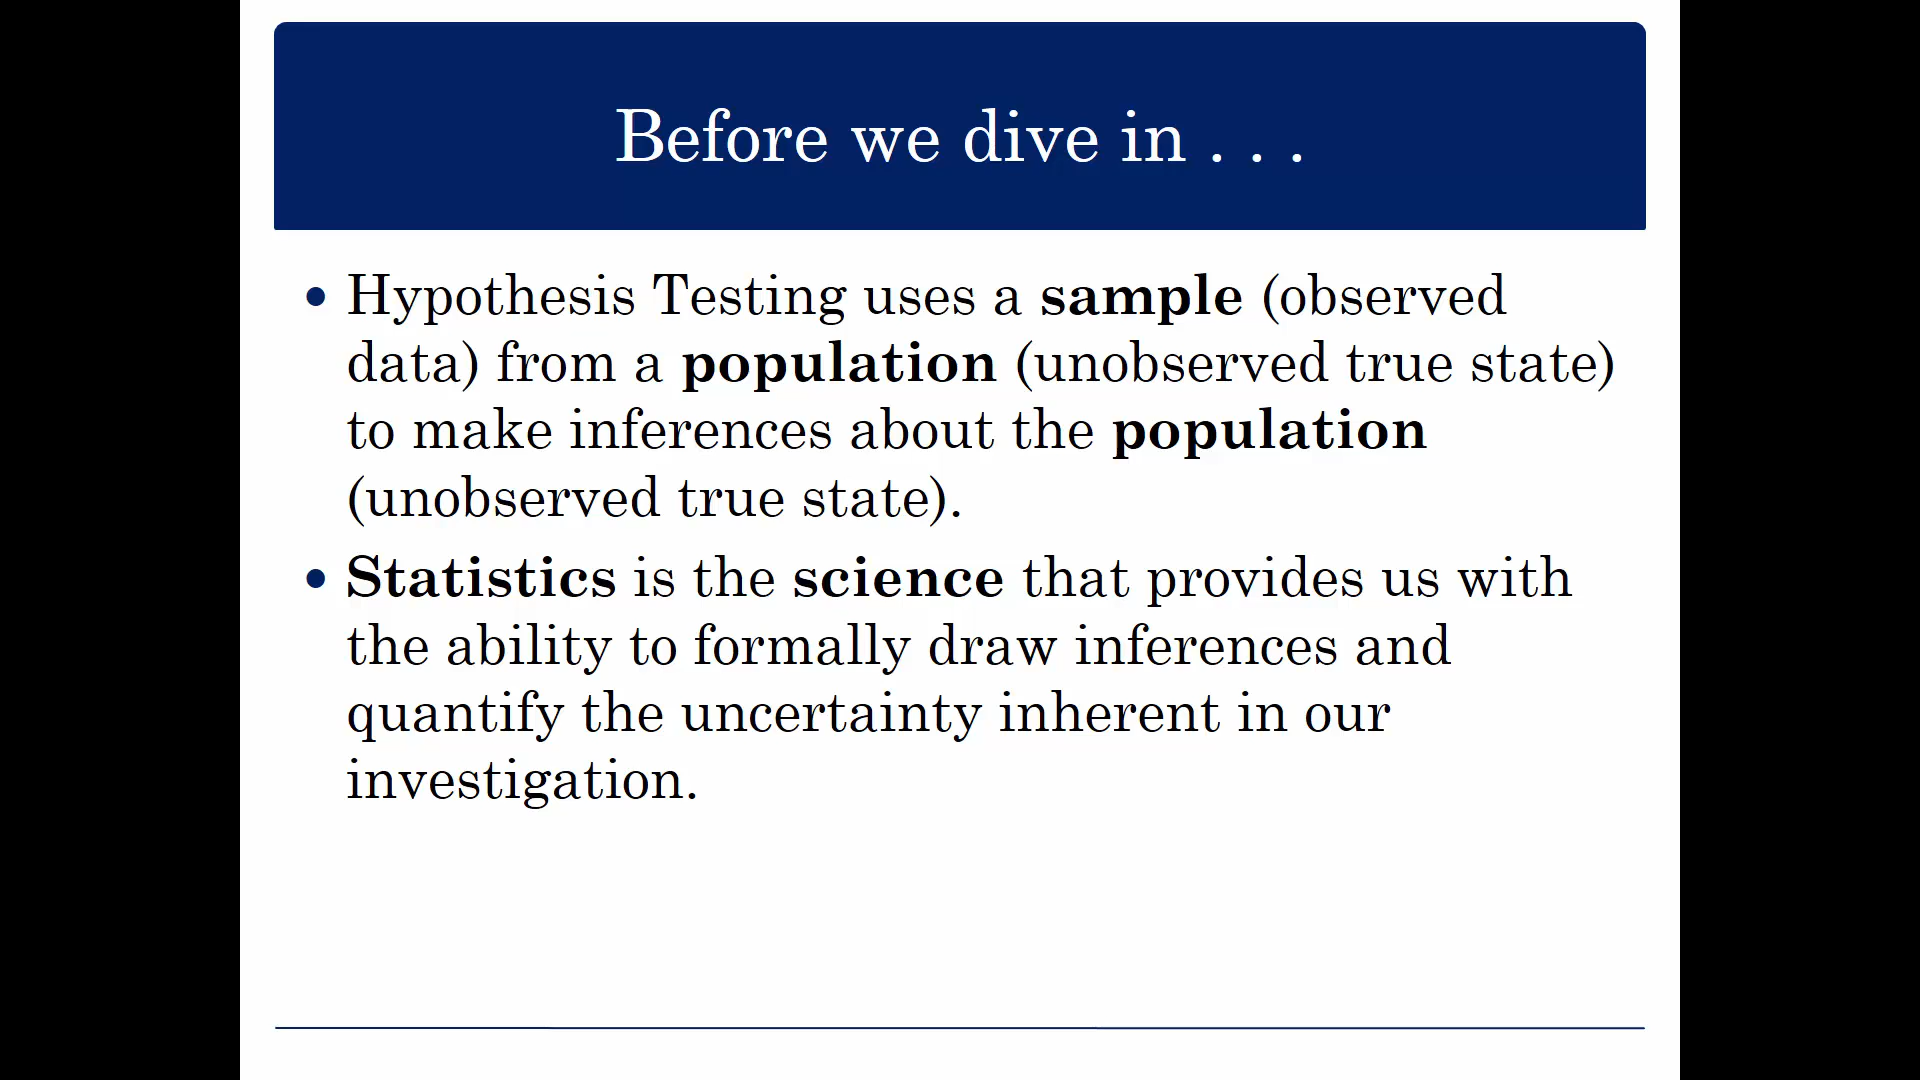 Before we dive in . . .
• Hypothesis Testing uses a sample (observed
data) from a population (unobserved true state)
to make inferences about the population
(unobserved true state).
• Statistics is the science that provides us with
the ability to formally draw inferences and
quantify the uncertainty inherent in our
investigation.